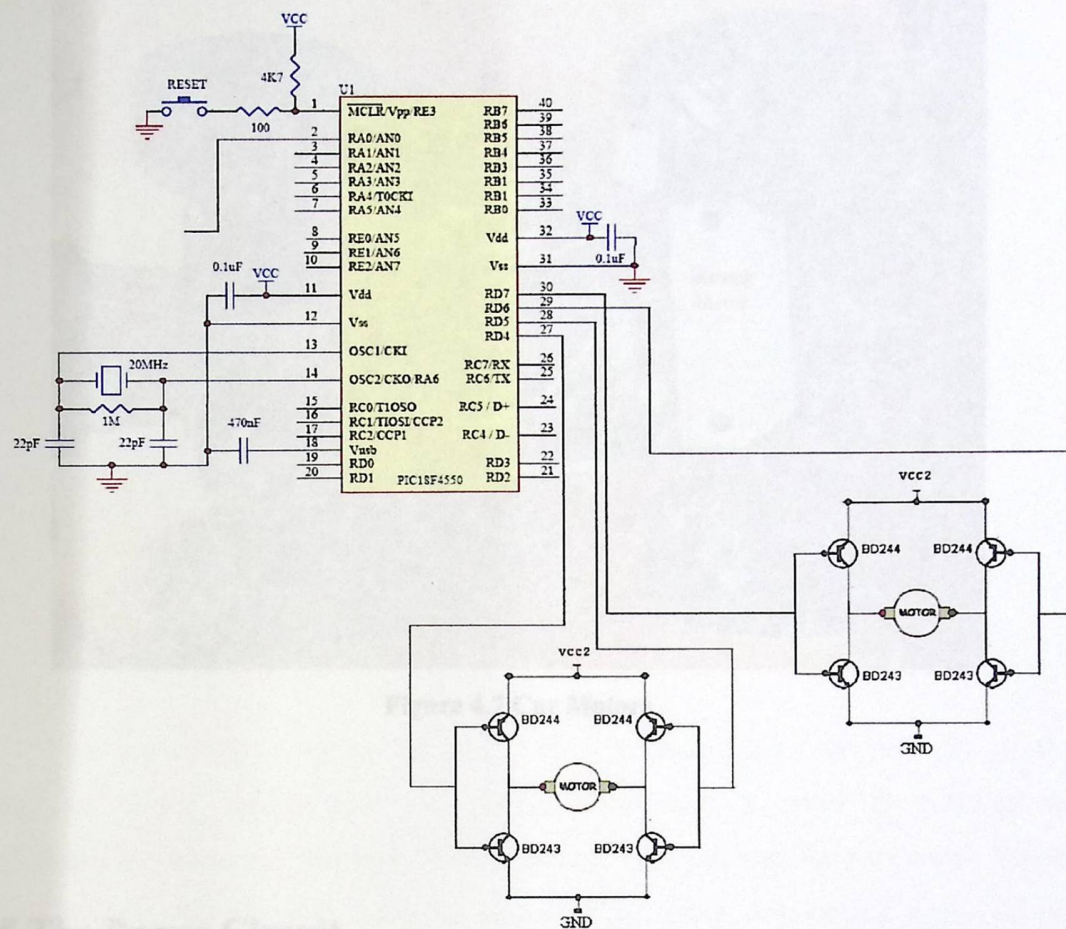 VCC
RESET
4K7
100
U1
1 MCLR/Vpp/RE3
2 RA0/AN0
3 RA1/AN1
4 RA2/AN2
5 RA3/AN3
6 RA4/T0CKI
7 RA5/AN4
8 RE0/AN5
9 RE1/AN6
10 RE2/AN7
0.1uF
VCC
11 Vdd
12 Vss
13 OSC1/CKI
20MHz
14 OSC2/CKO/RA6
1M
22pF
22pF
470nF
15 RC0/T1OSO
16 RC1/TIOSI/CCP2
17 RC2/CCP1
18 Vusb
19 RD0
20 RD1
PIC18F4550
RB7 40
RB6 39
RB5 38
RB4 37
RB3 36
RB1 35
RB1 34
RB0 33
Vdd 32
VCC
0.1uF
Vss 31
RD7 30
RD6 29
RD5 28
RD4 27
RC7/RX 26
RC6/TX 25
RC5 / D+ 24
RC4 / D- 23
RD3 22
RD2 21
vcc2
BD244
BD244
MOTOR
BD243
BD243
GND
vcc2
BD244
BD244
MOTOR
BD243
BD243
GND